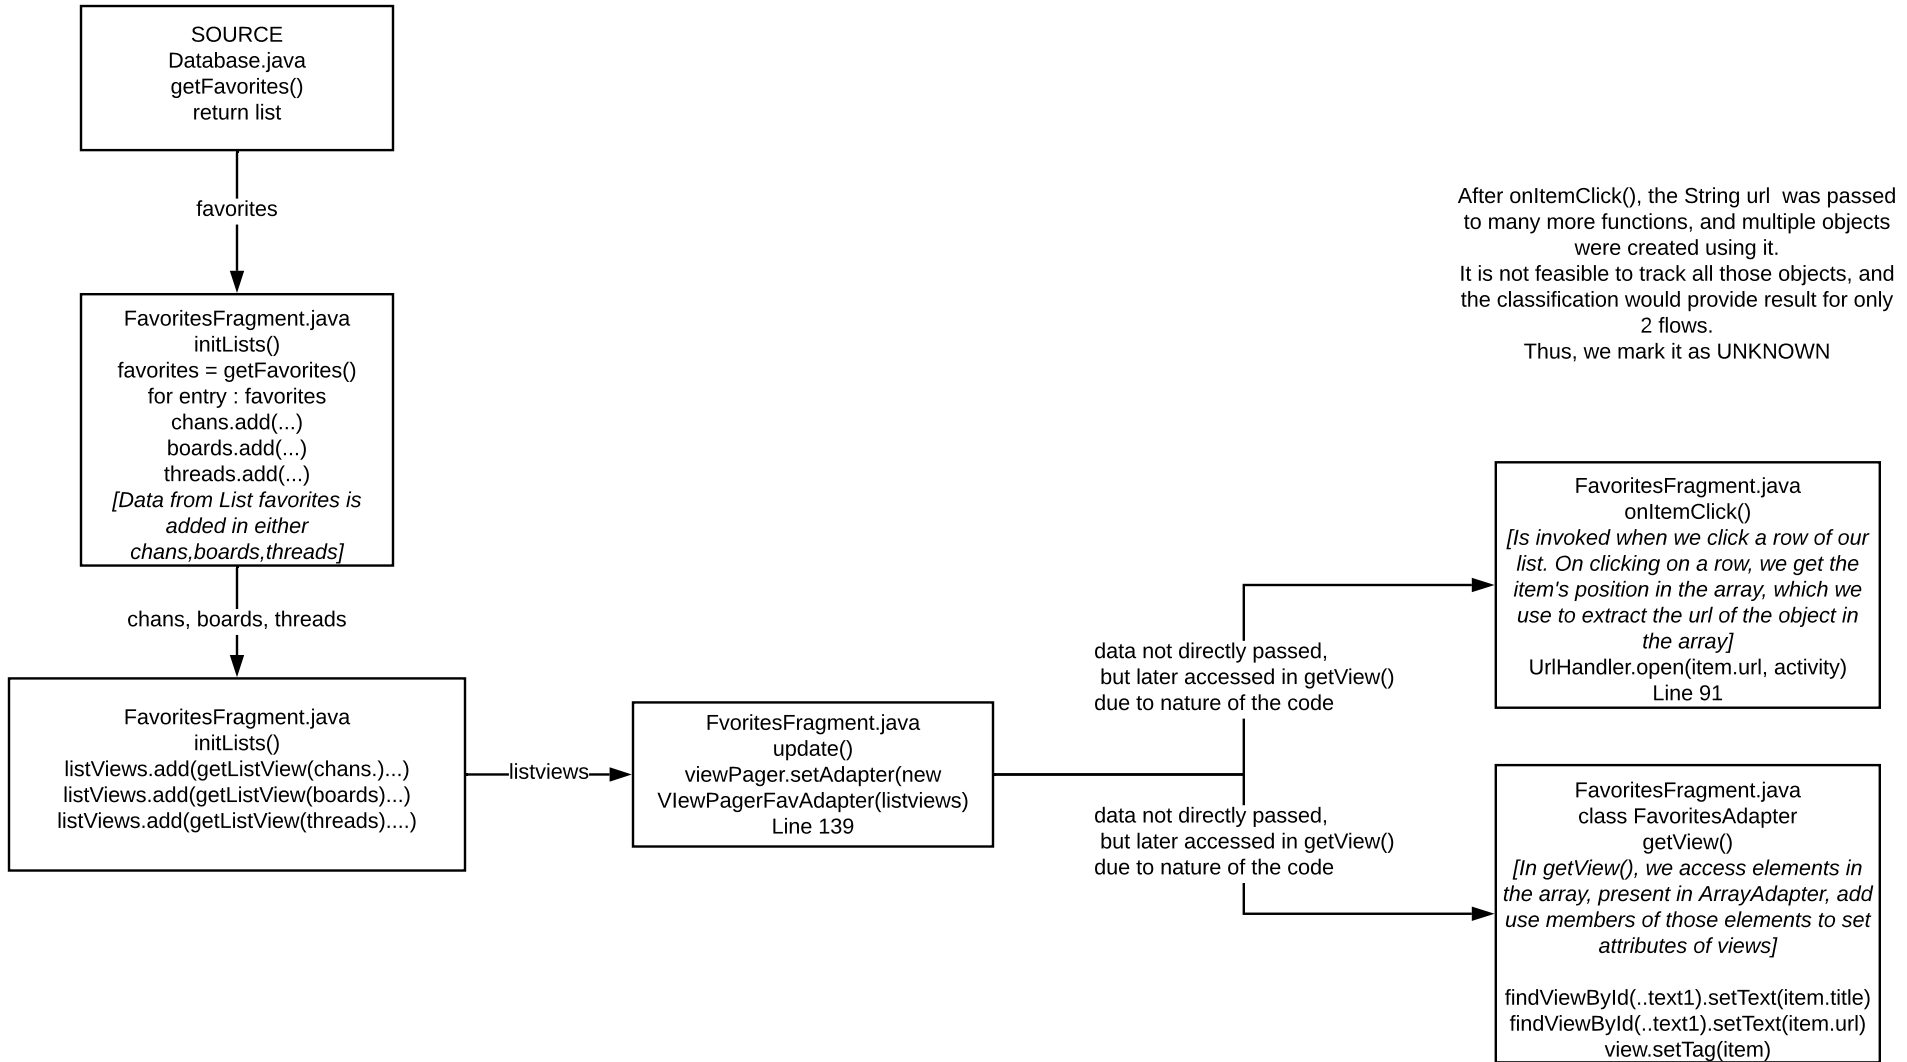 SOURCE
Database.java
getFavorites()
return list
favorites
FavoritesFragment.java
initLists()
favorites = getFavorites()
for entry : favorites
chans.add(...)
boards.add(...)
threads.add(...)
[Data from List favorites is
added in either
chans,boards,threads]
chans, boards, threads
FavoritesFragment.java
initLists()
listViews.add(getListView(chans.)...)
listViews.add(getListView(boards)...)
listViews.add(getListView(threads)....)
listviews
FvoritesFragment.java
update()
viewPager.setAdapter(new
VIewPagerFavAdapter(listviews)
Line 139
data not directly passed,
but later accessed in getView()
due to nature of the code
data not directly passed,
but later accessed in getView()
due to nature of the code
After onItemClick(), the String url  was passed
to many more functions, and multiple objects
were created using it.
It is not feasible to track all those objects, and
the classification would provide result for only
2 flows.
Thus, we mark it as UNKNOWN
FavoritesFragment.java
onItemClick()
[Is invoked when we click a row of our
list. On clicking on a row, we get the
item's position in the array, which we
use to extract the url of the object in
the array]
UrlHandler.open(item.url, activity)
Line 91
FavoritesFragment.java
class FavoritesAdapter
getView()
[In getView(), we access elements in
the array, present in ArrayAdapter, add
use members of those elements to set
attributes of views]
findViewById(..text1).setText(item.title)
findViewById(..text1).setText(item.url)
view.setTag(item)